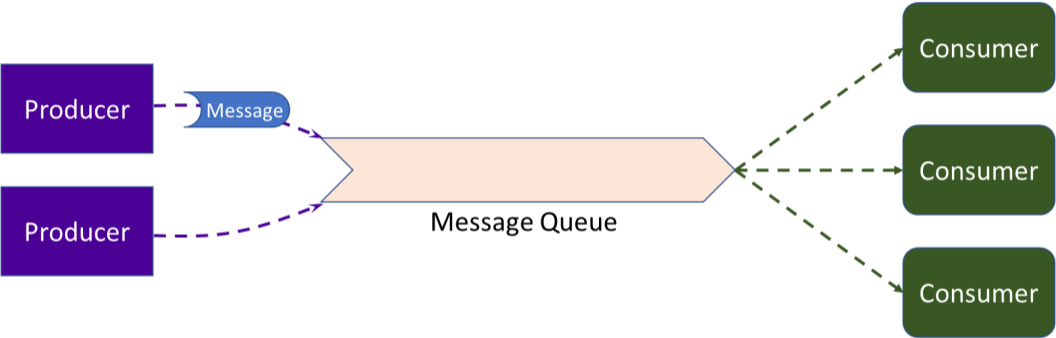 Producer
Message
Producer
Message Queue
Consumer
Consumer
Consumer